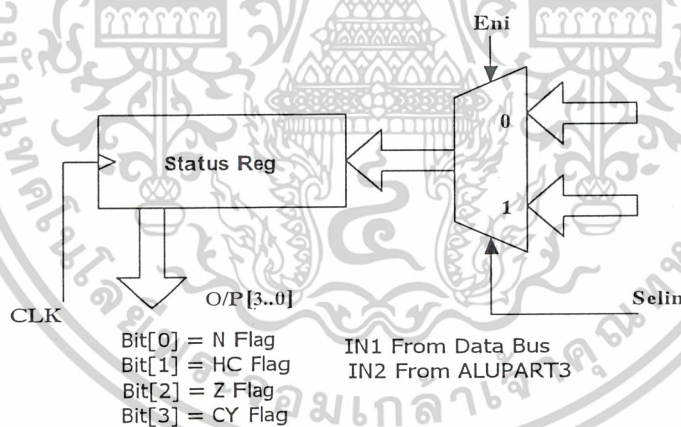 Eni
0
Status Reg
1
CLK
O/P[3..0]
Selin
Bit[0] = N Flag
Bit[1] = HC Flag
Bit[2] = Z Flag
Bit[3] = CY Flag
IN1 From Data Bus
IN2 From ALUPART3